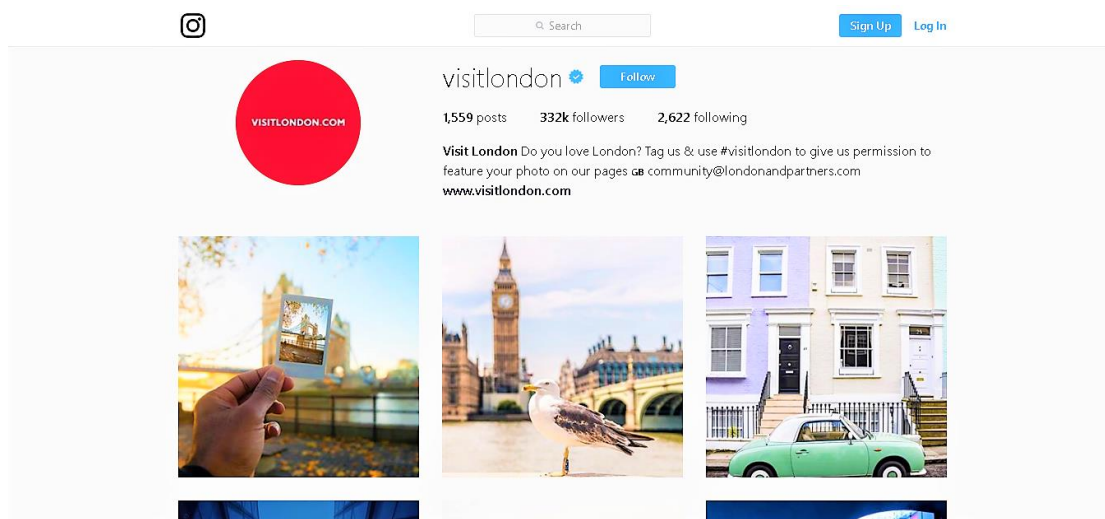 Search
Sign Up Log In
VISITLONDON.COM
visitlondon Follow
1,559 posts 332k followers 2,622 following
Visit London Do you love London? Tag us & use #visitlondon to give us permission to
feature your photo on our pages GB community@londonandpartners.com
www.visitlondon.com